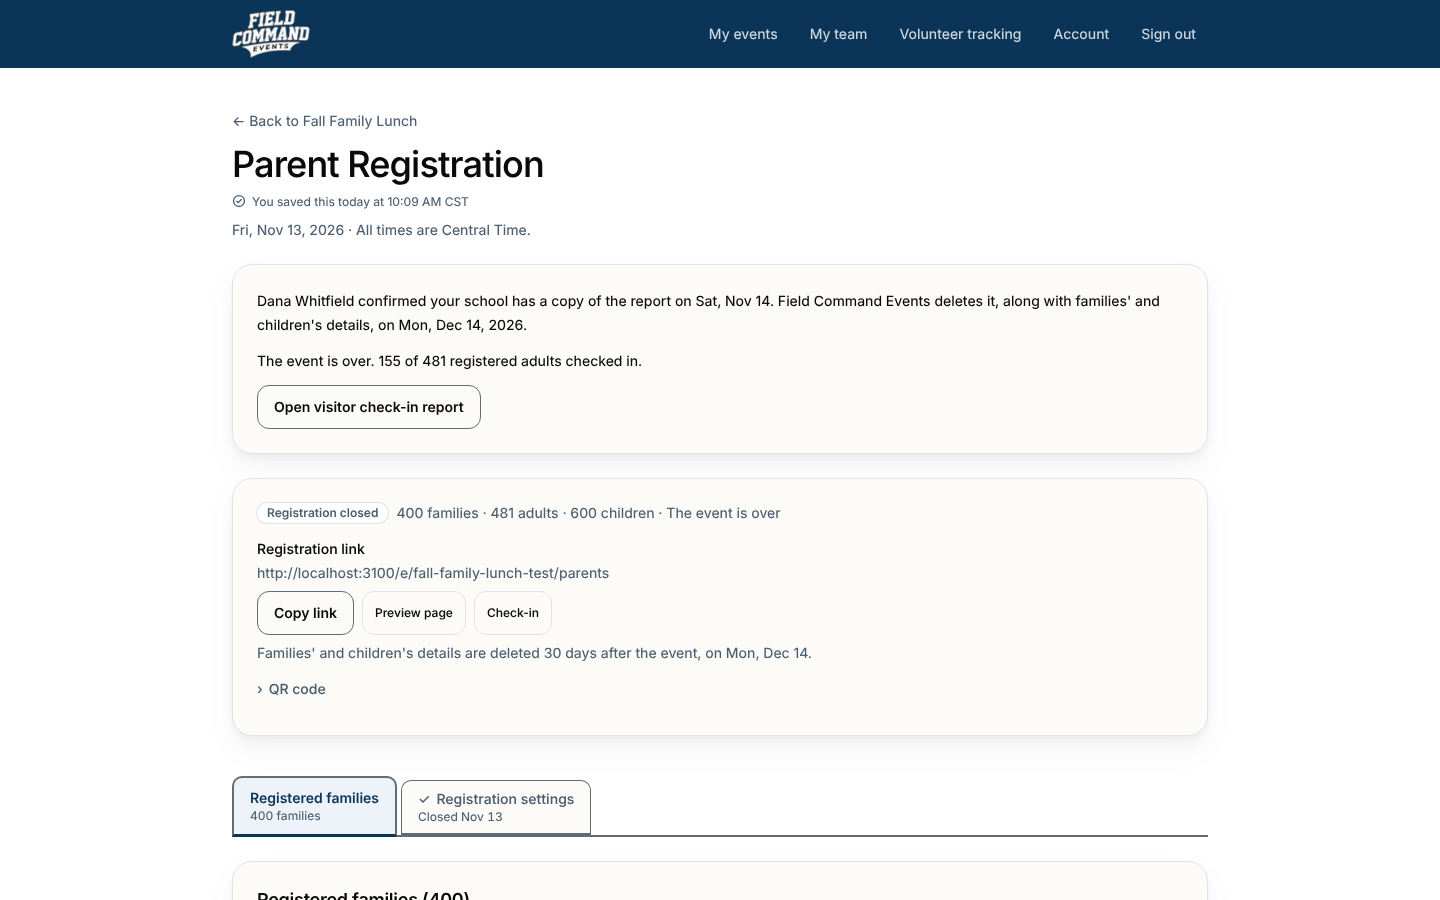 FIELD
COMMAND
EVENTS
My events
My team
Volunteer tracking
Account
Sign out
← Back to Fall Family Lunch
Parent Registration
You saved this today at 10:09 AM CST
Fri, Nov 13, 2026 · All times are Central Time.
Dana Whitfield confirmed your school has a copy of the report on Sat, Nov 14. Field Command Events deletes it, along with families' and
children's details, on Mon, Dec 14, 2026.
The event is over. 155 of 481 registered adults checked in.
Open visitor check-in report
Registration closed 400 families · 481 adults · 600 children · The event is over
Registration link
http://localhost:3100/e/fall-family-lunch-test/parents
Copy link
Preview page
Check-in
Families' and children's details are deleted 30 days after the event, on Mon, Dec 14.
› QR code
Registered families
400 families
✓ Registration settings
Closed Nov 13
Registered families (400)